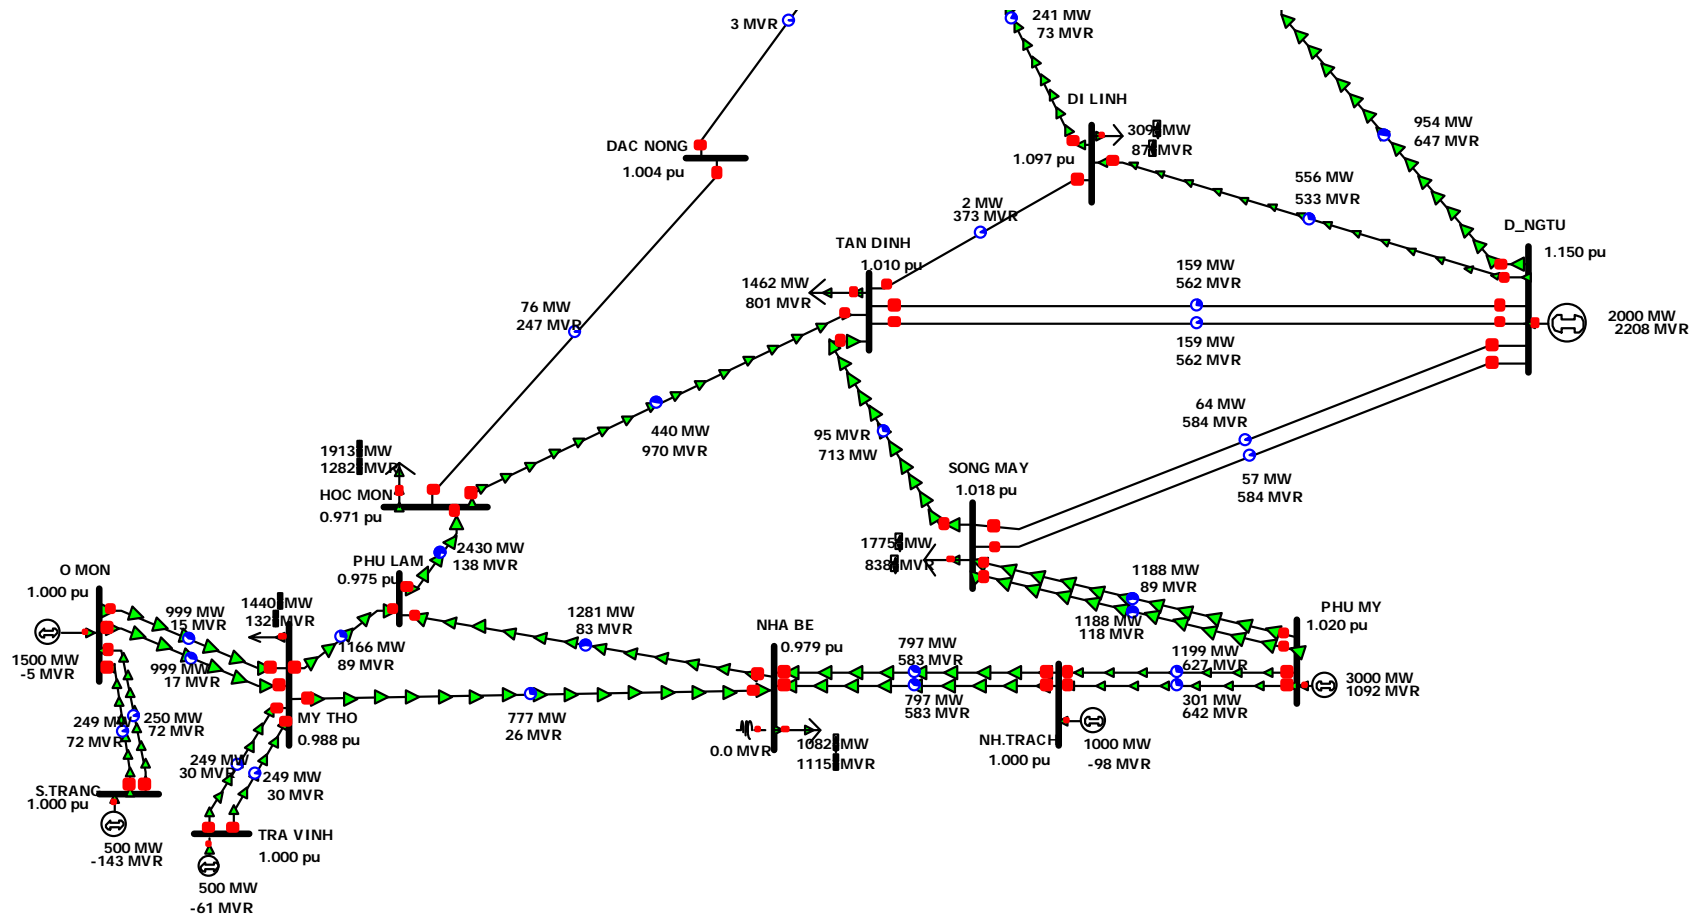 3 MVR
241 MW
73 MVR
DI LINH
309 MW
87 MVR
1.097 pu
954 MW
647 MVR
DAC NONG
1.004 pu
556 MW
533 MVR
2 MW
373 MVR
D_NGTU
1.150 pu
TAN DINH
1.010 pu
159 MW
562 MVR
1462 MW
801 MVR
76 MW
247 MVR
2000 MW
2208 MVR
159 MW
562 MVR
64 MW
584 MVR
440 MW
970 MVR
95 MVR
713 MW
1913 MW
1282 MVR
SONG MAY
1.018 pu
57 MW
584 MVR
HOC MON
0.971 pu
2430 MW
138 MVR
1775 MW
838 MVR
PHU LAM
0.975 pu
O MON
1.000 pu
1188 MW
89 MVR
1440 MW
132 MVR
999 MW
15 MVR
1281 MW
83 MVR
PHU MY
1.020 pu
1188 MW
118 MVR
NHA BE
0.979 pu
1166 MW
89 MVR
797 MW
583 MVR
1199 MW
627 MVR
1500 MW
-5 MVR
999 MW
17 MVR
3000 MW
1092 MVR
797 MW
583 MVR
301 MW
642 MVR
249 MW
72 MVR
250 MW
72 MVR
MY THO
0.988 pu
777 MW
26 MVR
0.0 MVR
1082 MW
1115 MVR
NH.TRACH
1.000 pu
1000 MW
-98 MVR
249 MW
30 MVR
249 MW
30 MVR
S.TRANG
1.000 pu
TRA VINH
1.000 pu
500 MW
-143 MVR
500 MW
-61 MVR